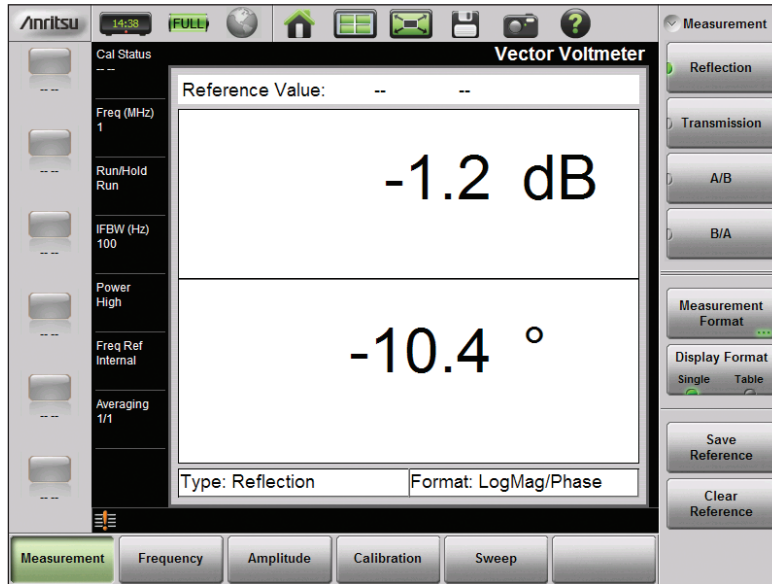 Anritsu
14:38
FULL
?
Vector Voltmeter
-- --
-- --
-- --
-- --
-- --
-- --
Cal Status
-- --
Freq (MHz)
1
Run/Hold
Run
IFBW (Hz)
100
Power
High
Freq Ref
Internal
Averaging
1/1
Reference Value: -- --
-1.2 dB
-10.4 °
Type: Reflection
Format: LogMag/Phase
Measurement
Reflection
Transmission
A/B
B/A
Measurement
Format
Display Format
Single Table
Save
Reference
Clear
Reference
Measurement
Frequency
Amplitude
Calibration
Sweep